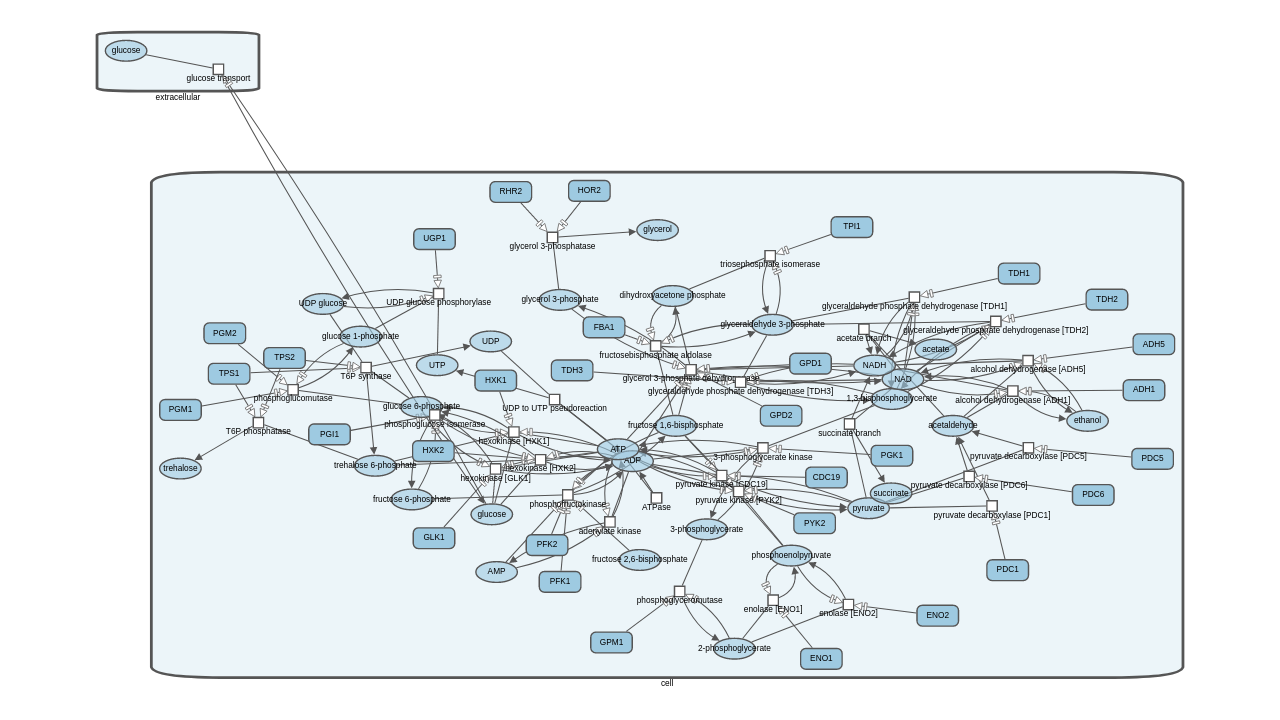 glucose
glucose transport
extracellular
RHR2
HOR2
glycerol
UGP1
glycerol 3-phosphatase
TPI1
triosephosphate isomerase
TDH1
UDP glucose
UDP glucose phosphorylase
glycerol 3-phosphate
dihydroxyacetone phosphate
glyceraldehyde phosphate dehydrogenase [TDH1]
TDH2
PGM2
glucose 1-phosphate
FBA1
glyceraldehyde 3-phosphate
glyceraldehyde phosphate dehydrogenase [TDH2]
acetate branch
UDP
acetate
ADH5
TPS2
fructosebisphosphate aldolase
TPS1
T6P synthase
UTP
TDH3
GPD1
NADH
alcohol dehydrogenase [ADH5]
HXK1
glycerol 3-phosphate dehydrogenase
NAD
glyceraldehyde phosphate dehydrogenase [TDH3]
ADH1
phosphoglucomutase
1,3-bisphosphoglycerate
alcohol dehydrogenase [ADH1]
PGM1
glucose 6-phosphate
UDP to UTP pseudoreaction
GPD2
phosphoglucose isomerase
fructose 1,6-bisphosphate
acetaldehyde
ethanol
T6P phosphatase
PGI1
hexokinase [HXK1]
succinate branch
HXK2
ATP
3-phosphoglycerate kinase
PGK1
pyruvate decarboxylase [PDC5]
PDC5
trehalose
trehalose 6-phosphate
hexokinase [HXK2]
ADP
hexokinase [GLK1]
CDC19
pyruvate kinase [CDC19]
pyruvate decarboxylase [PDC6]
PDC6
fructose 6-phosphate
phosphofructokinase
ATPase
pyruvate kinase [PYK2]
succinate
glucose
pyruvate
pyruvate decarboxylase [PDC1]
GLK1
adenylate kinase
3-phosphoglycerate
PYK2
PFK2
fructose 2,6-bisphosphate
phosphoenolpyruvate
AMP
PFK1
PDC1
phosphoglyceromutase
enolase [ENO1]
enolase [ENO2]
ENO2
GPM1
2-phosphoglycerate
ENO1
cell